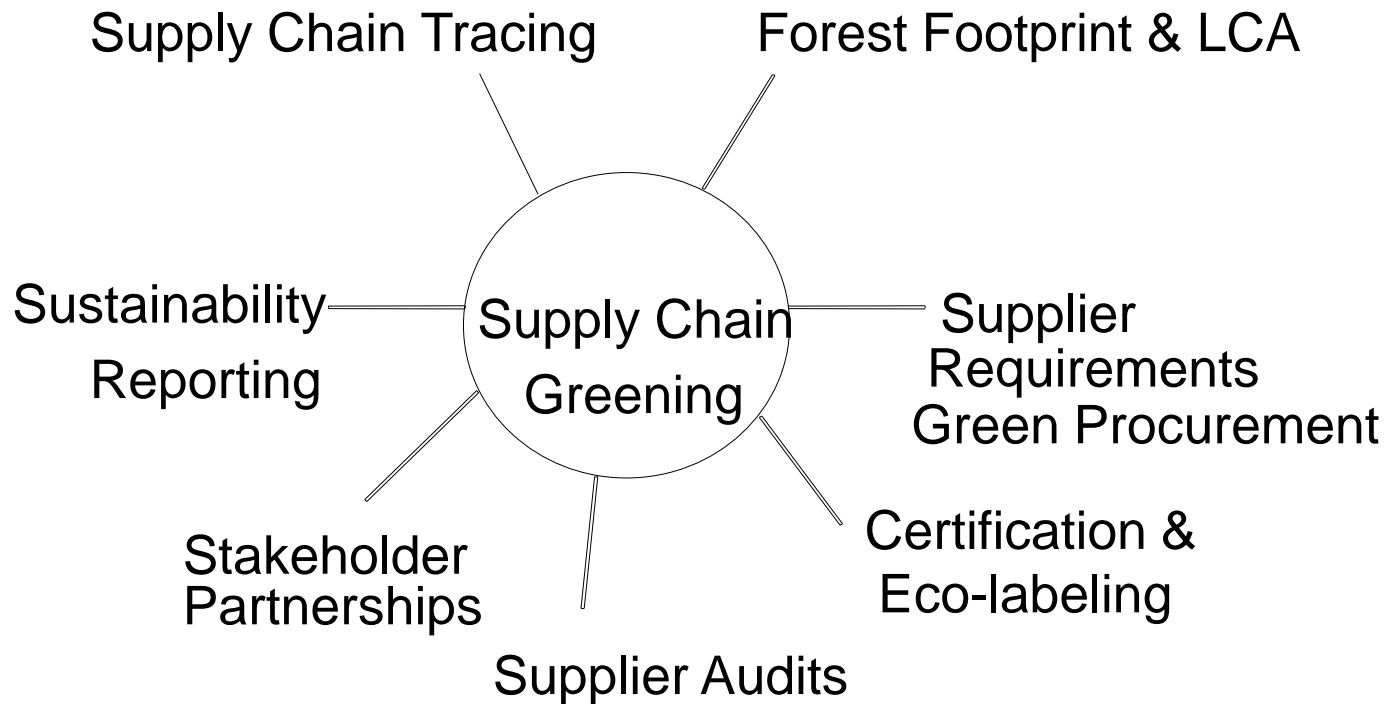 Supply Chain Tracing
Forest Footprint & LCA
Sustainability
Reporting
Supply Chain
Greening
Supplier
Requirements
Green Procurement
Stakeholder
Partnerships
Certification &
Eco-labeling
Supplier Audits